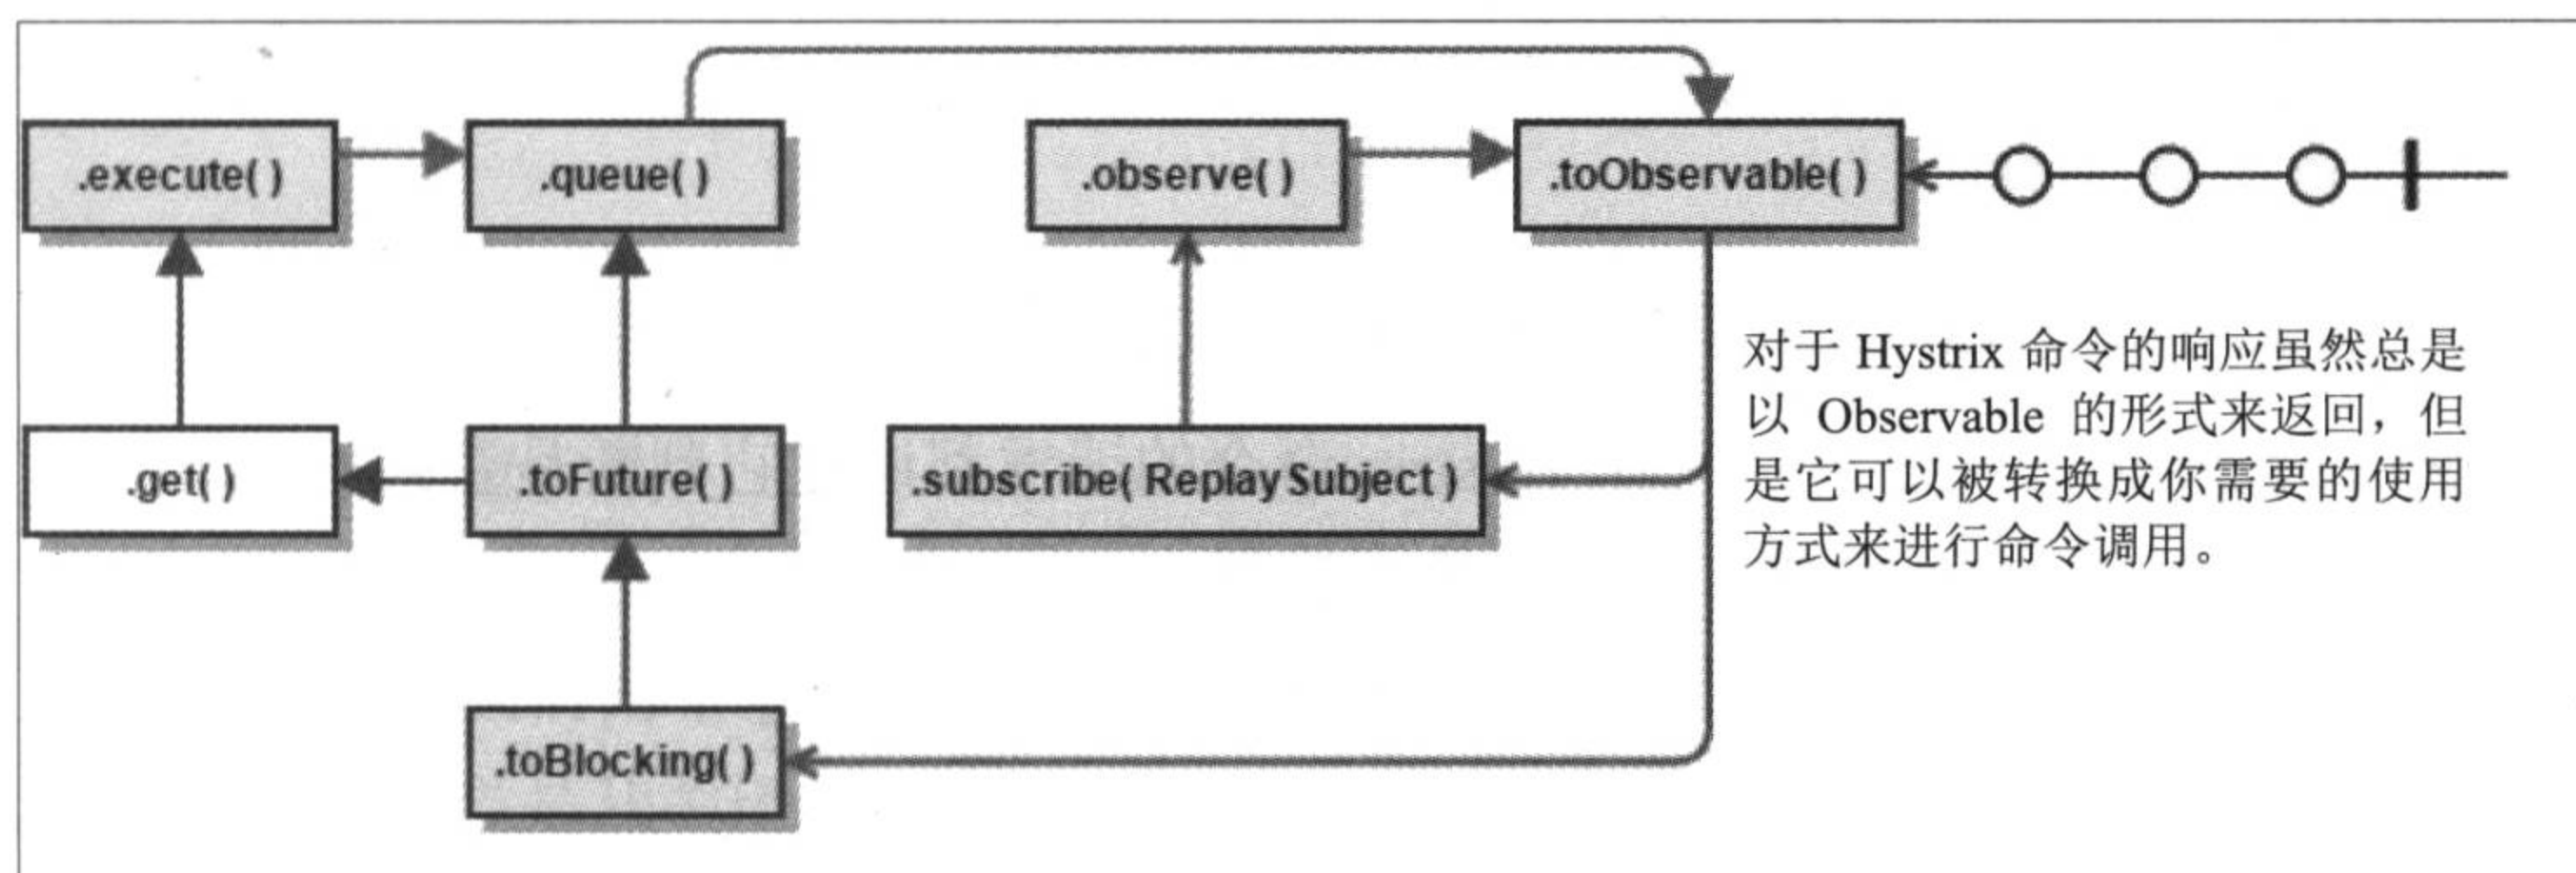 .execute( )
.queue( )
.observe( )
.toObservable( )
对于 Hystrix 命令的响应虽然总是
以 Observable 的形式来返回，但
是它可以被转换成你需要的使用
方式来进行命令调用。
.get( )
.toFuture( )
.subscribe( Replay Subject )
.toBlocking( )